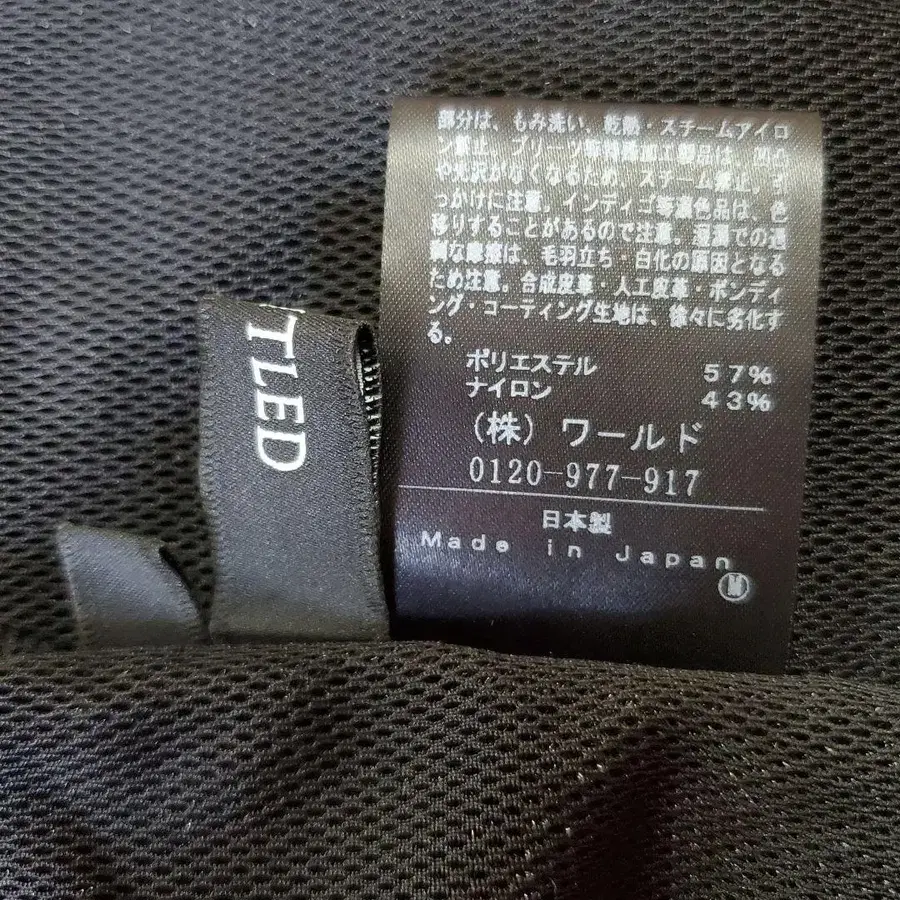 部分は、もみ洗い、乾熱・スチームアイロ
ン禁止。プリーツ等特殊加工製品は、凹凸
や光沢がなくなるため、スチーム禁止。引
っかけに注意。インディゴ等濃色品は、色
移りすることがあるので注意。湿潤での過
剰な摩擦は、毛羽立ち・白化の原因となる
ため注意。合成皮革・人工皮革・ボンディ
ング・コーティング生地は、徐々に劣化す
る。
ポリエステル 57%
ナイロン 43%
(株) ワールド
0120-977-917
日本製
Made in Japan
M
TLED